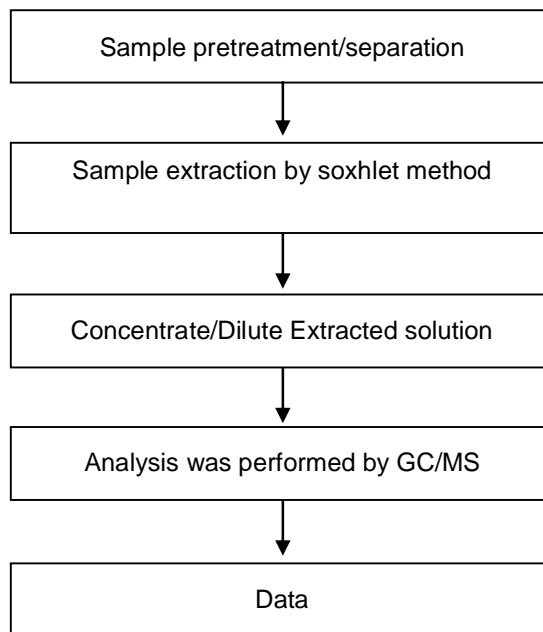 Sample pretreatment/separation
Sample extraction by soxhlet method
Concentrate/Dilute Extracted solution
Analysis was performed by GC/MS
Data